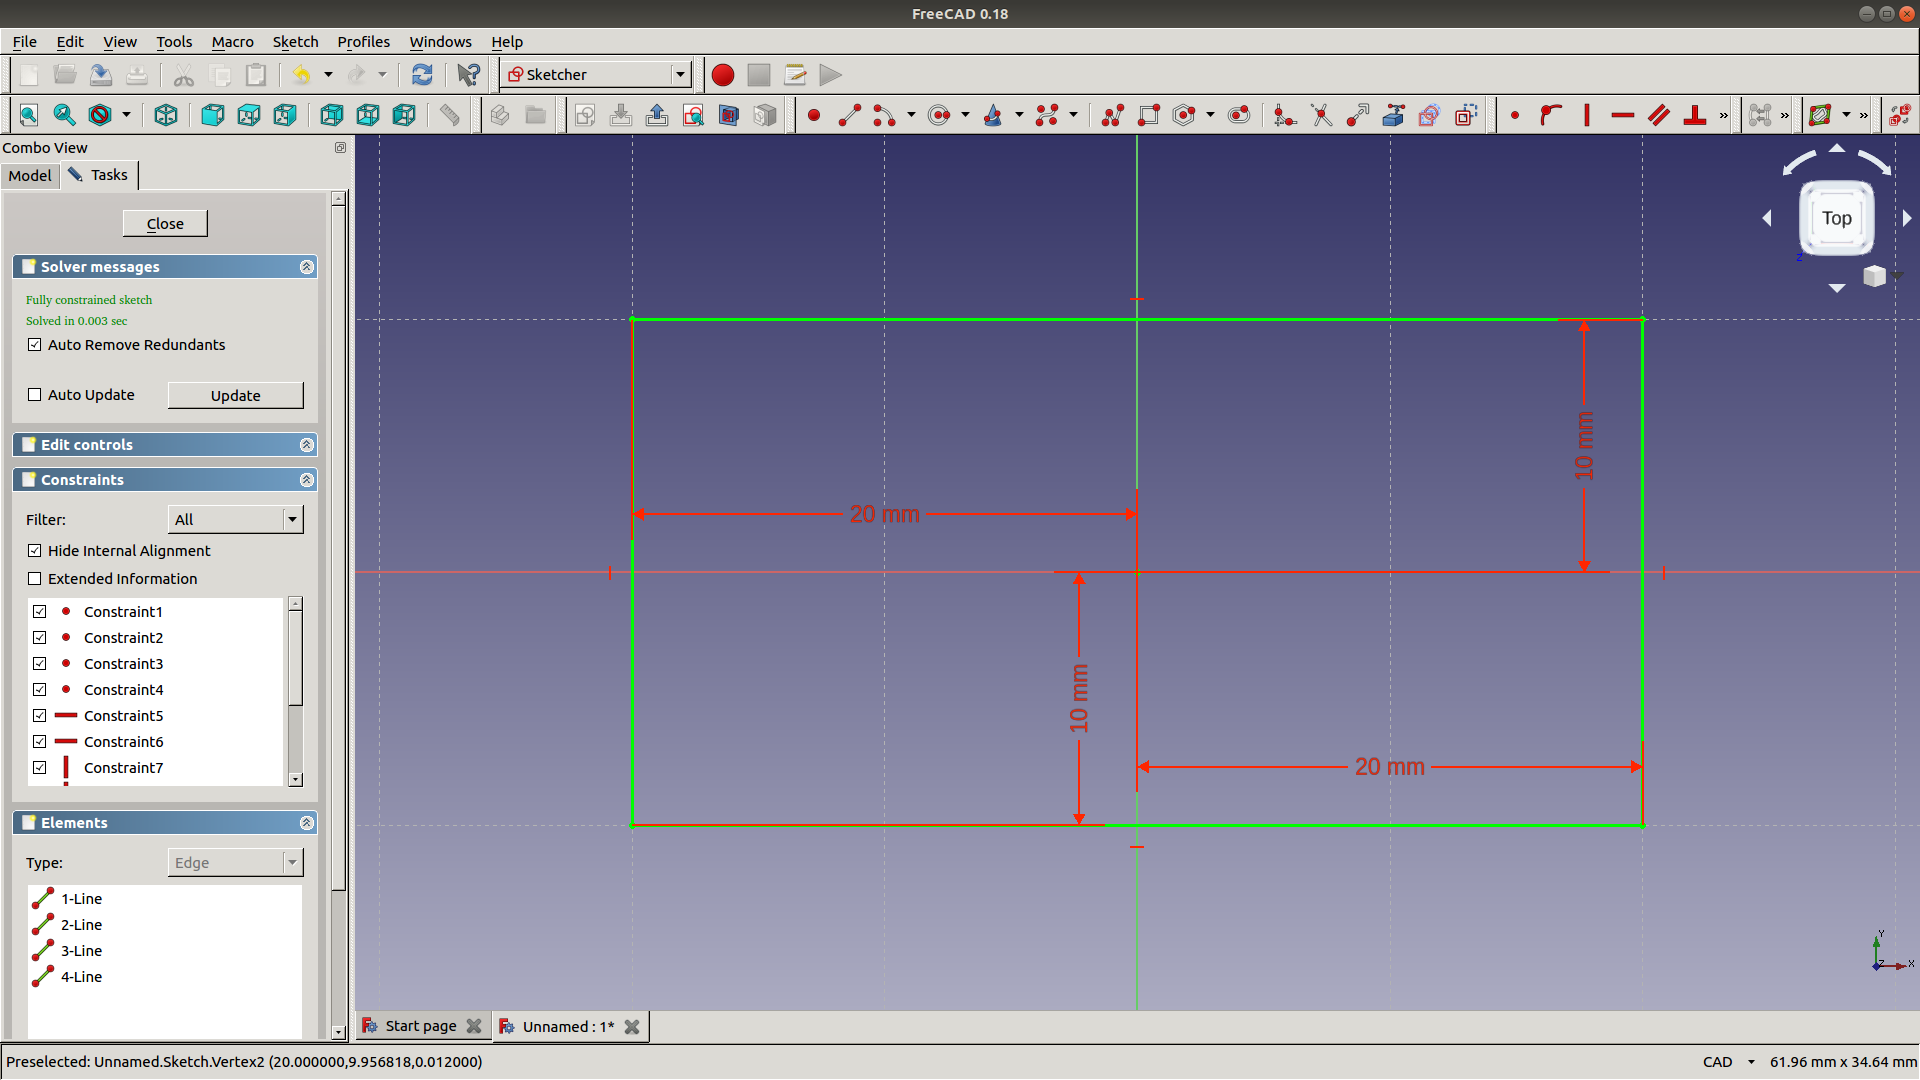 FreeCAD 0.18
File Edit View Tools Macro Sketch Profiles Windows Help
Sketcher
Combo View
Model Tasks
Close
Solver messages
Fully constrained sketch
Solved in 0.003 sec
Auto Remove Redundants
Auto Update Update
Edit controls
Constraints
Filter: All
Hide Internal Alignment
Extended Information
Constraint1
Constraint2
Constraint3
Constraint4
Constraint5
Constraint6
Constraint7
Elements
Type: Edge
1-Line
2-Line
3-Line
4-Line
Top
Z
10 mm
20 mm
10 mm
20 mm
Y
Z X
Start page Unnamed : 1*
Preselected: Unnamed.Sketch.Vertex2 (20.000000,9.956818,0.012000) CAD 61.96 mm x 34.64 mm